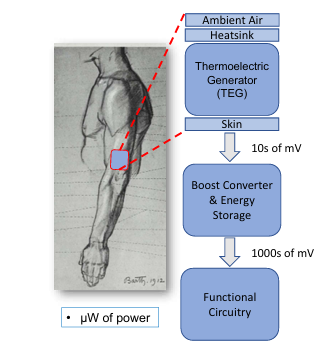 Ambient Air
Heatsink
Thermoelectric
Generator
(TEG)
Skin
10s of mV
Boost Converter
& Energy
Storage
1000s of mV
Functional
Circuitry
• µW of power